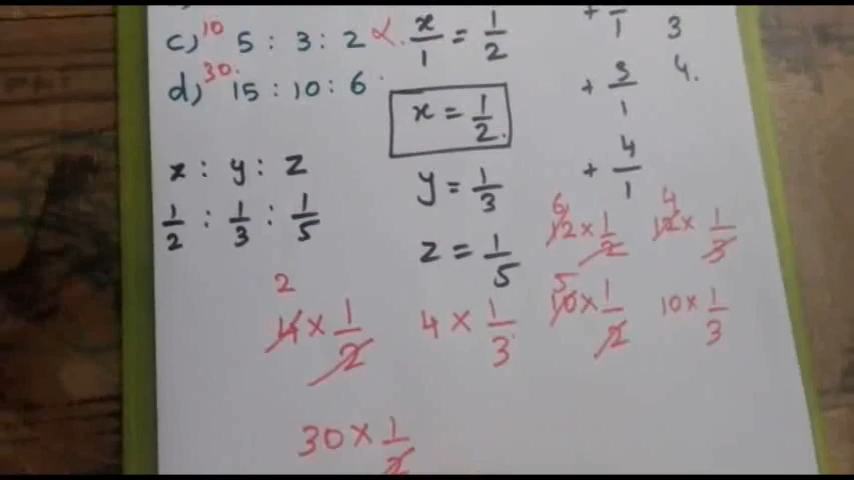 c) 10 5 : 3 : 2 α. x/1 = 1/2
d) 30. 15 : 10 : 6.
x = 1/2.
x : y : z
1/2 : 1/3 : 1/5
y = 1/3
z = 1/5
+ /1 3
+ 3/1 4.
+ 4/1
6 12 × 1/2 4 12 × 1/3
2 4 × 1/2 4 × 1/3 5 10 × 1/2 10 × 1/3
30 × 1/2